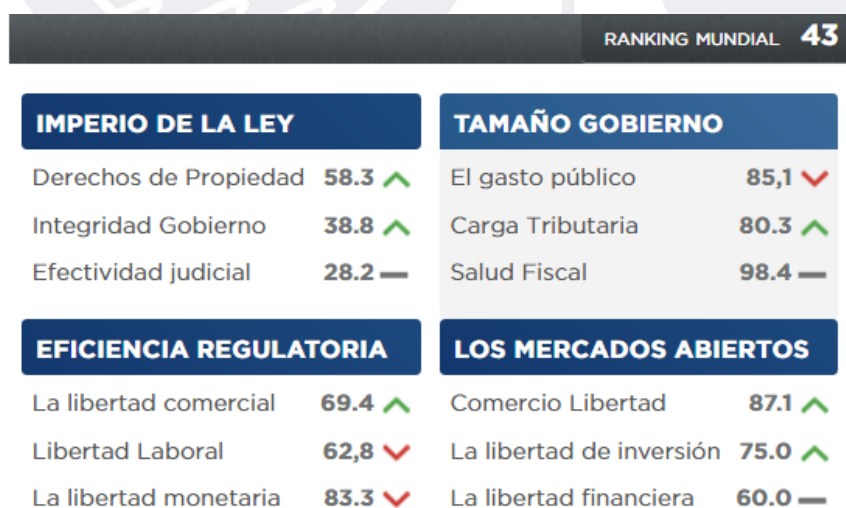 RANKING MUNDIAL 43
IMPERIO DE LA LEY
Derechos de Propiedad 58.3
Integridad Gobierno 38.8
Efectividad judicial 28.2
TAMAÑO GOBIERNO
El gasto público 85,1
Carga Tributaria 80.3
Salud Fiscal 98.4
EFICIENCIA REGULATORIA
La libertad comercial 69.4
Libertad Laboral 62,8
La libertad monetaria 83.3
LOS MERCADOS ABIERTOS
Comercio Libertad 87.1
La libertad de inversión 75.0
La libertad financiera 60.0